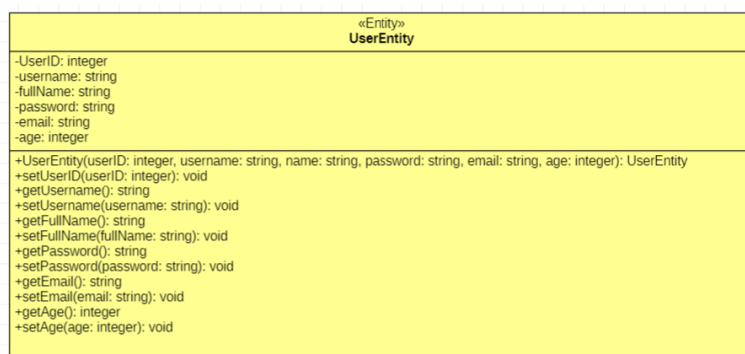 «Entity»
UserEntity
-UserID: integer
-username: string
-fullName: string
-password: string
-email: string
-age: integer
+UserEntity(userID: integer, username: string, name: string, password: string, email: string, age: integer): UserEntity
+setUserID(userID: integer): void
+getUsername(): string
+setUsername(username: string): void
+getFullName(): string
+setFullName(fullName: string): void
+getPassword(): string
+setPassword(password: string): void
+getEmail(): string
+setEmail(email: string): void
+getAge(): integer
+setAge(age: integer): void